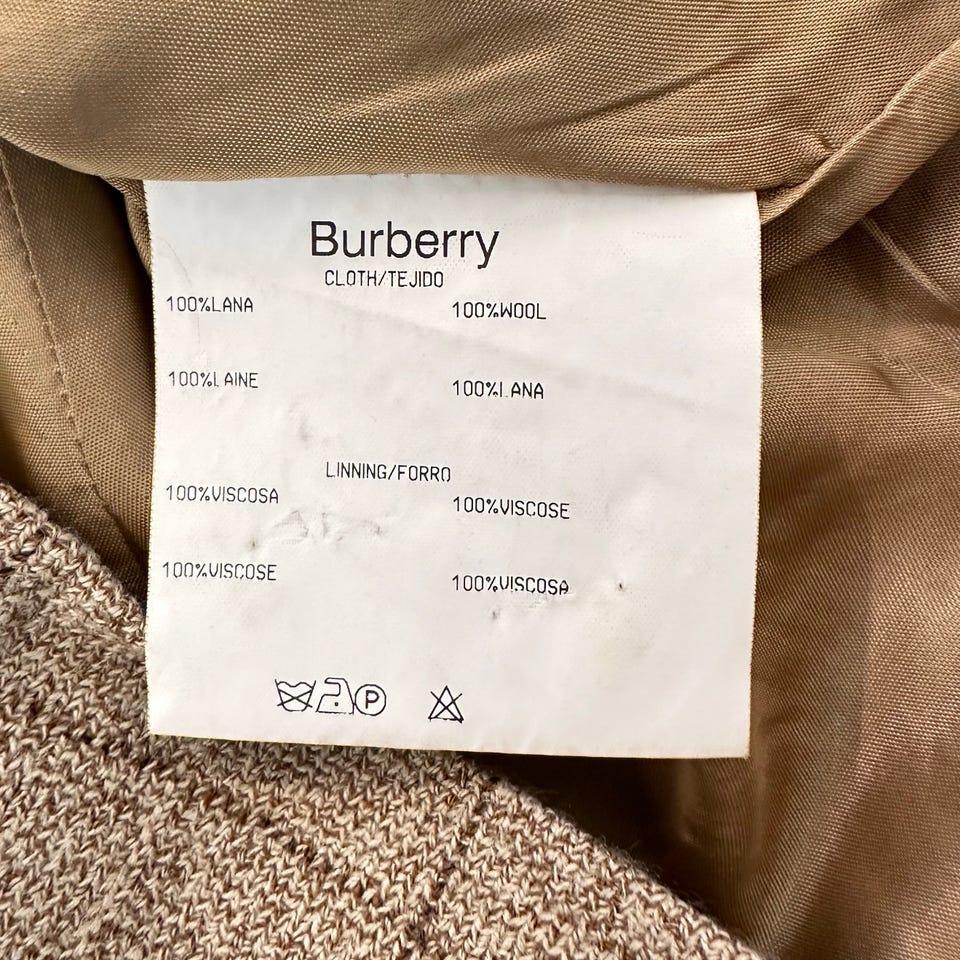 Burberry
CLOTH/TEJIDO
100%LANA 100%WOOL
100%LAINE 100%LANA
LINNING/FORRO
100%VISCOSA 100%VISCOSE
100%VISCOSE 100%VISCOSA
P